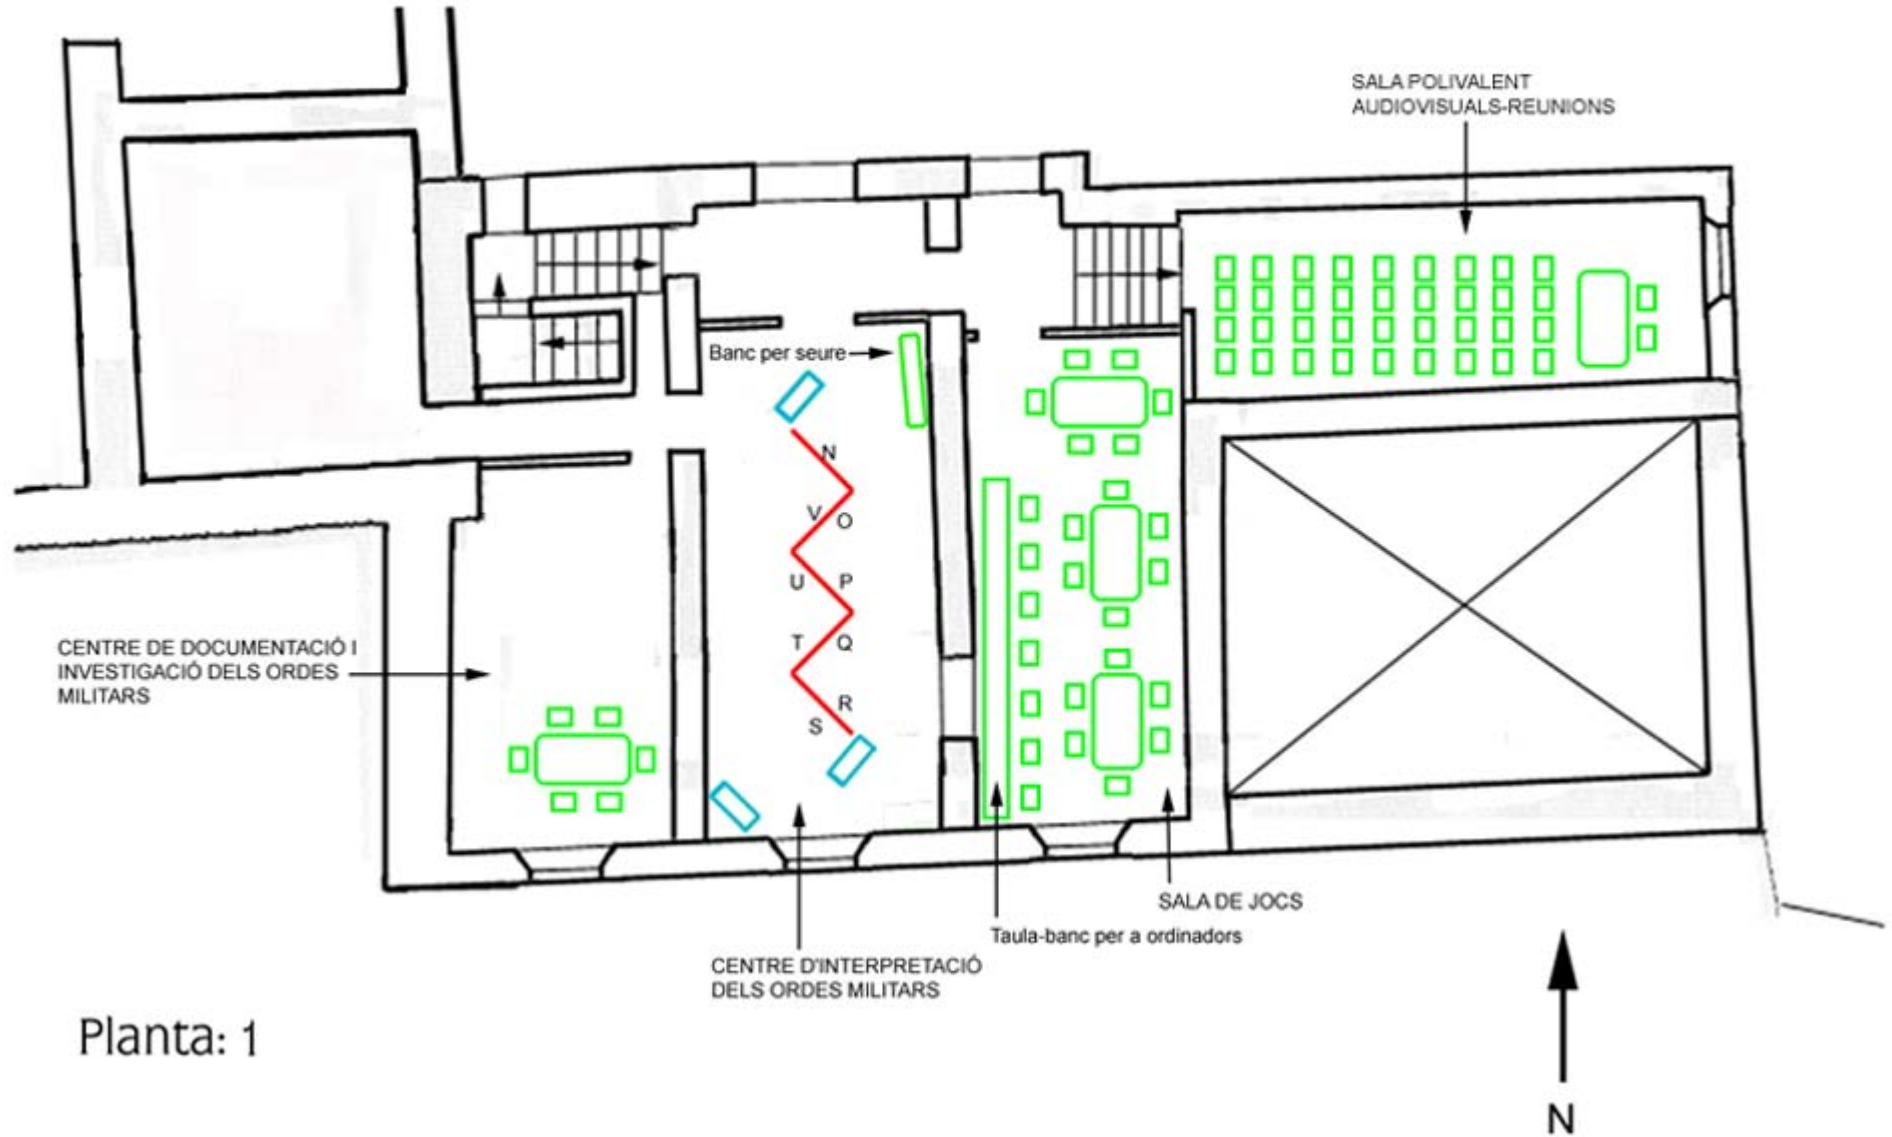 SALA POLIVALENT
AUDIOVISUALS-REUNIONS
Banc per seure
N
V
O
U
P
T
Q
R
S
CENTRE DE DOCUMENTACIÓ I
INVESTIGACIÓ DELS ORDES
MILITARS
SALA DE JOCS
Taula-banc per a ordinadors
CENTRE D'INTERPRETACIÓ
DELS ORDES MILITARS
Planta: 1
N